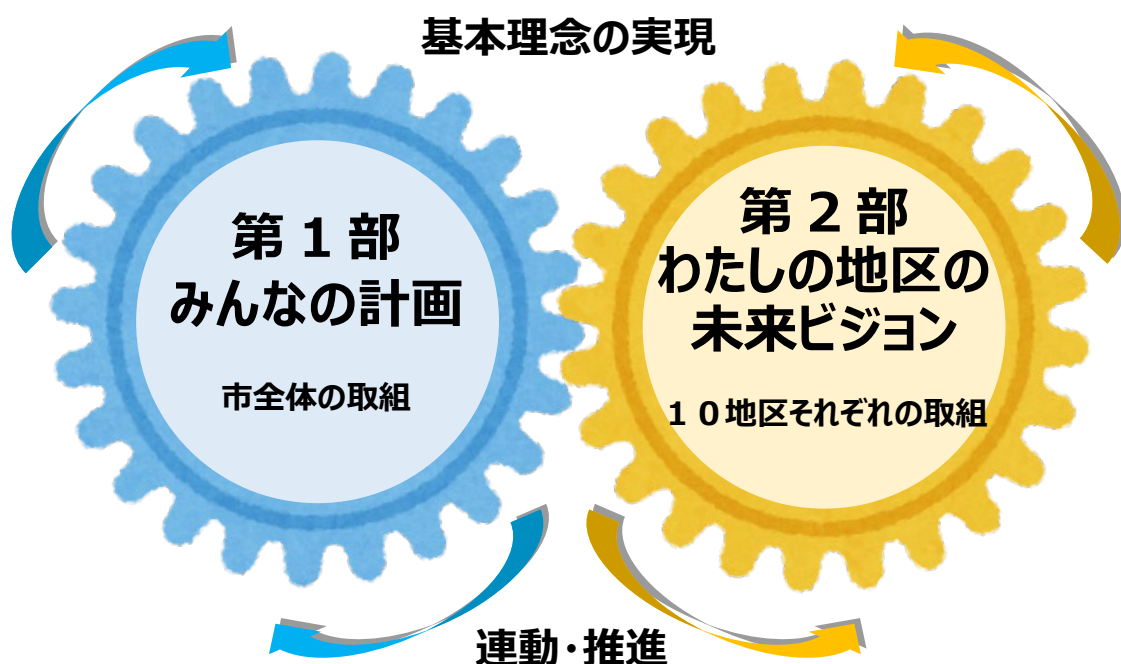 基本理念の実現
第１部
みんなの計画
市全体の取組
第２部
わたしの地区の
未来ビジョン
１０地区それぞれの取組
連動・推進